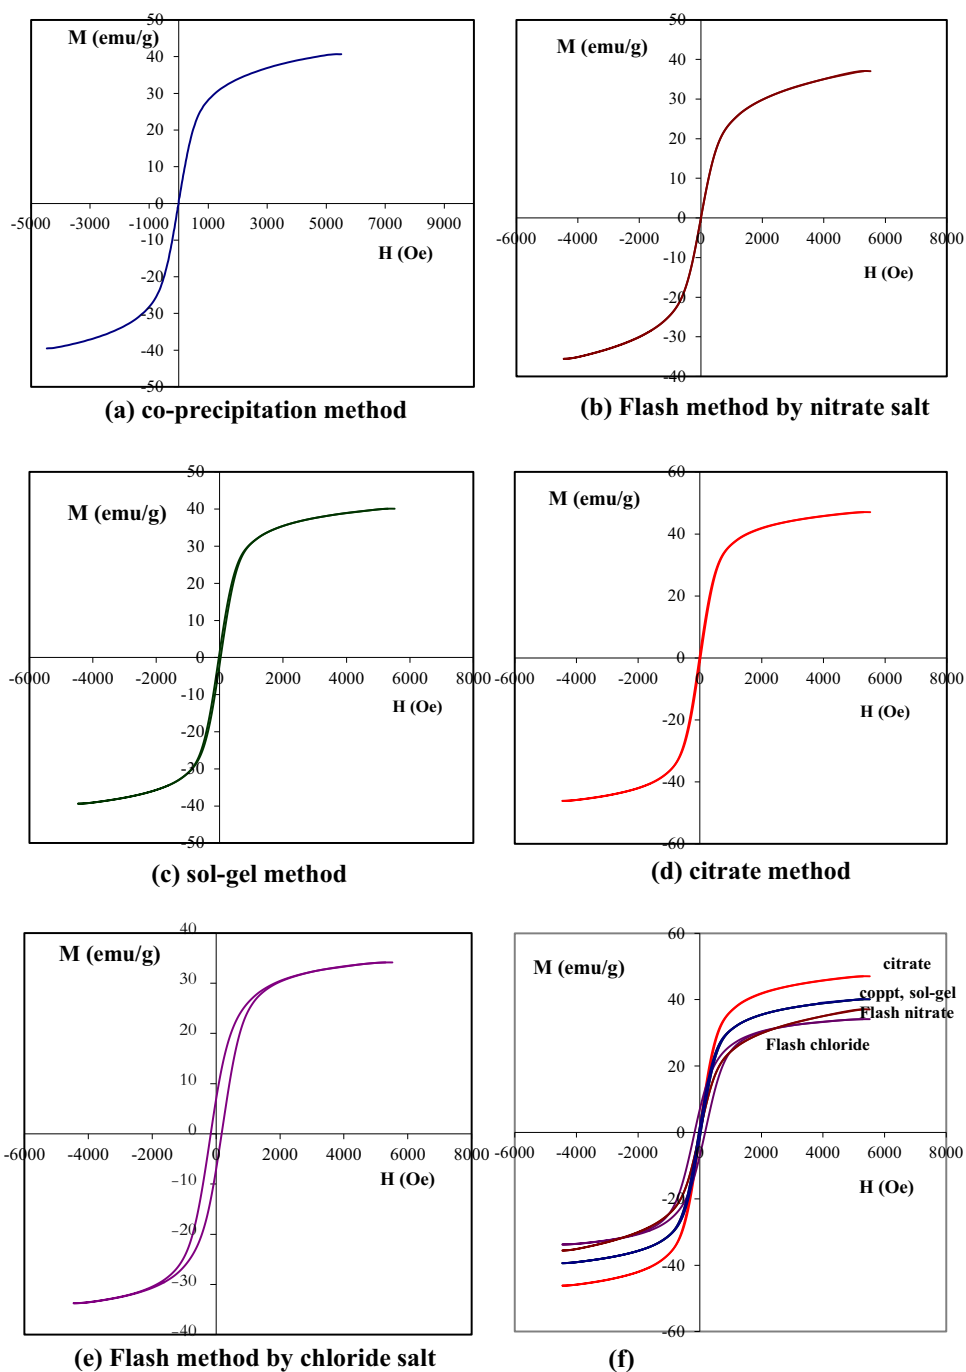 50
M (emu/g)
40
30
20
10
0
-5000 -3000 -1000 1000 3000 5000 7000 9000
-10
H (Oe)
-20
-30
-40
-50
(a) co-precipitation method
50
M (emu/g)
40
30
20
10
0
-6000 -4000 -2000 0 2000 4000 6000 8000
-10
H (Oe)
-20
-30
-40
(b) Flash method by nitrate salt
50
M (emu/g)
40
30
20
10
0
-6000 -4000 -2000 0 2000 4000 6000 8000
-10
H (Oe)
-20
-30
-40
-50
(c) sol-gel method
60
M (emu/g)
40
20
0
-6000 -4000 -2000 0 2000 4000 6000 8000
H (Oe)
-20
-40
-60
(d) citrate method
40
M (emu/g)
30
20
10
0
-6000 -4000 -2000 0 2000 4000 6000 8000
H (Oe)
-10
-20
-30
-40
(e) Flash method by chloride salt
60
M (emu/g)
citrate
40
coppt, sol-gel
Flash nitrate
Flash chloride
20
0
-6000 -4000 -2000 0 2000 4000 6000 8000
H (Oe)
-20
-40
-60
(f)